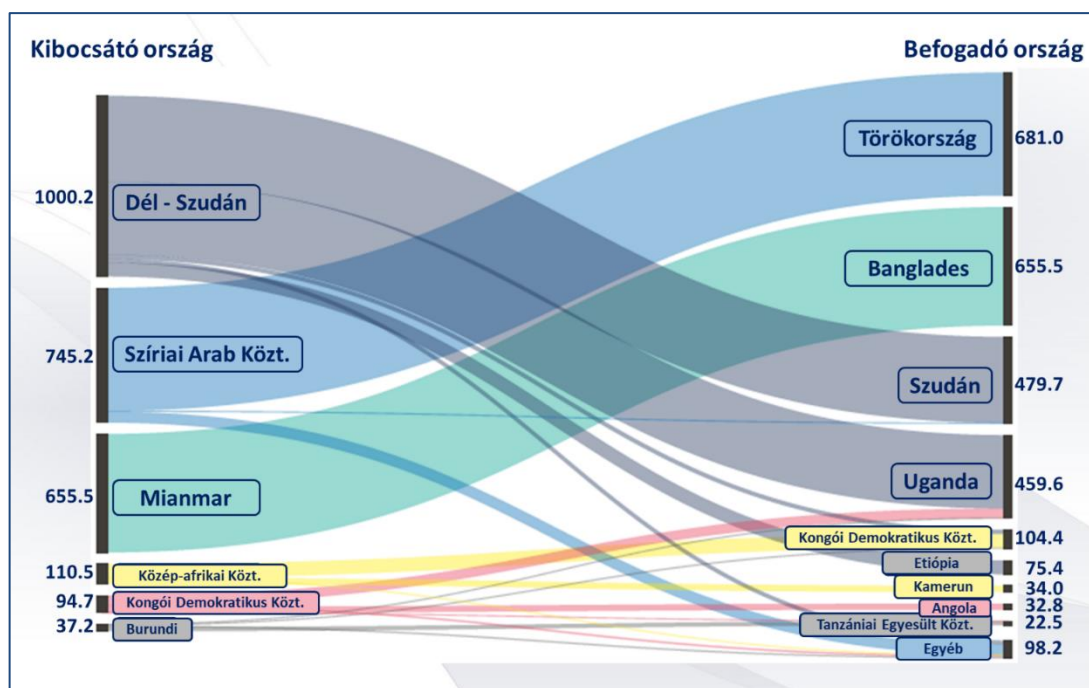 Kibocsátó ország
Befogadó ország
1000.2
Dél - Szudán
745.2
Szíriai Arab Közt.
655.5
Mianmar
110.5
Közép-afrikai Közt.
94.7
Kongói Demokratikus Közt.
37.2
Burundi
Törökország
681.0
Banglades
655.5
Szudán
479.7
Uganda
459.6
Kongói Demokratikus Közt.
104.4
Etiópia
75.4
Kamerun
34.0
Angola
32.8
Tanzániai Egyesült Közt.
22.5
Egyéb
98.2